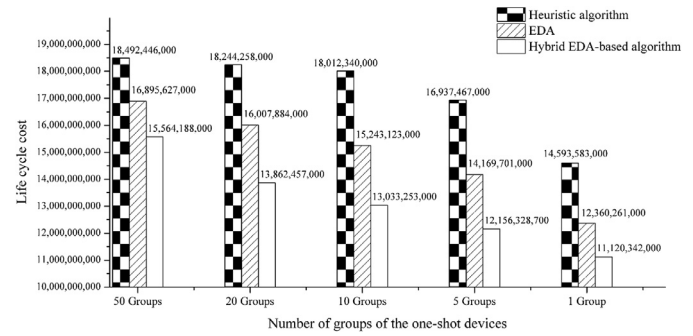 Heuristic algorithm
EDA
Hybrid EDA-based algorithm
Life cycle cost
19,000,000,000
18,000,000,000
17,000,000,000
16,000,000,000
15,000,000,000
14,000,000,000
13,000,000,000
12,000,000,000
11,000,000,000
10,000,000,000
18,492,446,000
16,895,627,000
15,564,188,000
18,244,258,000
16,007,884,000
13,862,457,000
18,012,340,000
15,243,123,000
13,033,253,000
16,937,467,000
14,169,701,000
12,156,328,700
14,593,583,000
12,360,261,000
11,120,342,000
50 Groups
20 Groups
10 Groups
5 Groups
1 Group
Number of groups of the one-shot devices